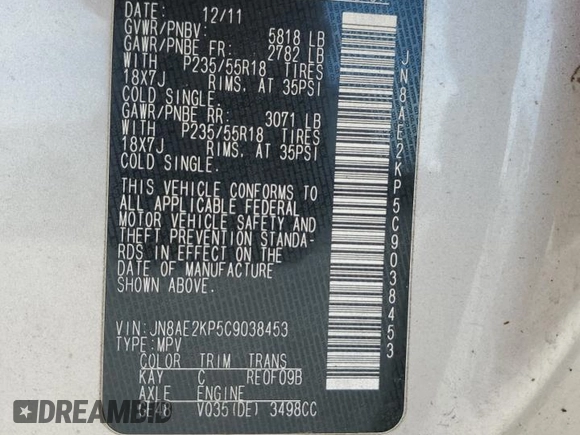 DATE: 12/11
GVWR/PNBV: 5818 LB
GAWR/PNBE FR: 2782 LB
WITH P235/55R18 TIRES
18X7J RIMS, AT 35PSI
COLD SINGLE.
GAWR/PNBE RR: 3071 LB
WITH P235/55R18 TIRES
18X7J RIMS, AT 35PSI
COLD SINGLE.
THIS VEHICLE CONFORMS TO
ALL APPLICABLE FEDERAL
MOTOR VEHICLE SAFETY AND
THEFT PREVENTION STANDA-
RDS IN EFFECT ON THE
DATE OF MANUFACTURE
SHOWN ABOVE.
VIN: JN8AE2KP5C9038453
TYPE: MPV
COLOR TRIM TRANS
KAY C RE0F09B
AXLE ENGINE
VQ35(DE) 3498CC
JN8AE2KP5C9038453
DREAMBID